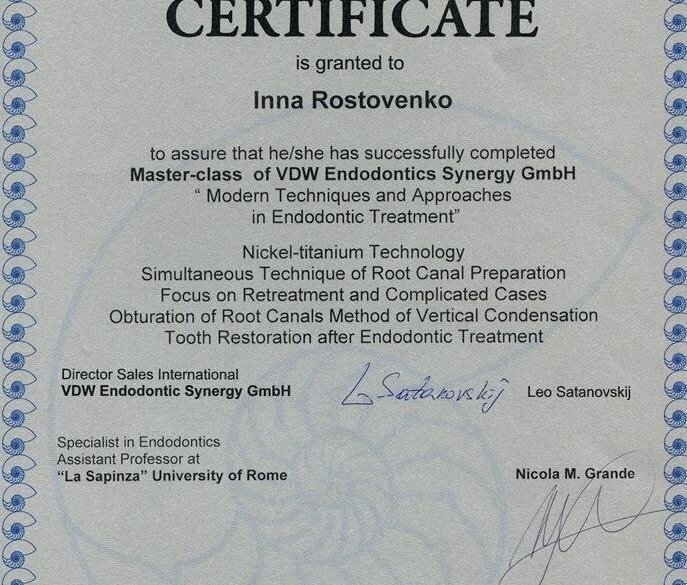 CERTIFICATE
is granted to
Inna Rostovenko
to assure that he/she has successfully completed
Master-class of VDW Endodontics Synergy GmbH
“ Modern Techniques and Approaches
in Endodontic Treatment”
Nickel-titanium Technology
Simultaneous Technique of Root Canal Preparation
Focus on Retreatment and Complicated Cases
Obturation of Root Canals Method of Vertical Condensation
Tooth Restoration after Endodontic Treatment
Director Sales International
VDW Endodontic Synergy GmbH
L Satanovskij
Leo Satanovskij
Specialist in Endodontics
Assistant Professor at
“La Sapinza” University of Rome
Nicola M. Grande